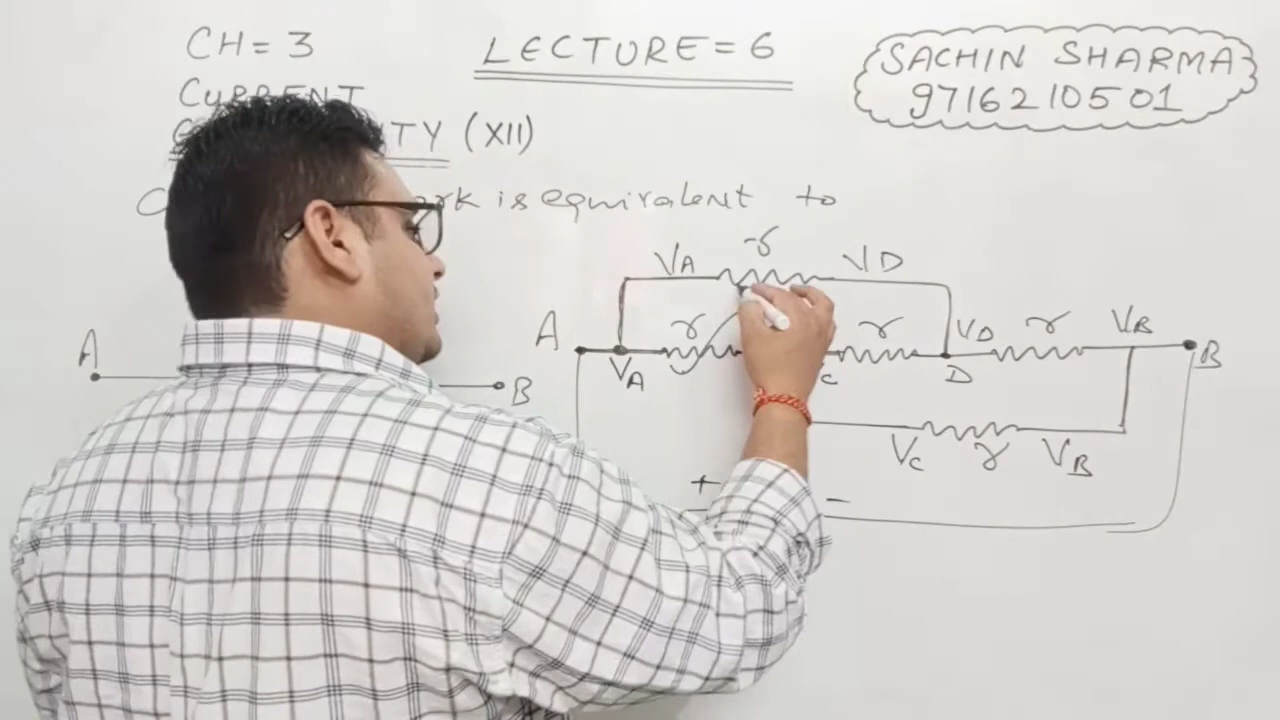 CH = 3
LECTURE = 6
SACHIN SHARMA
9716210501
CURRENT
TY (XII)
is equivalent to
r
VA
VD
A
r
r
VD
r
VB
B
VA
C
D
A
B
VC
r
VB
+
−